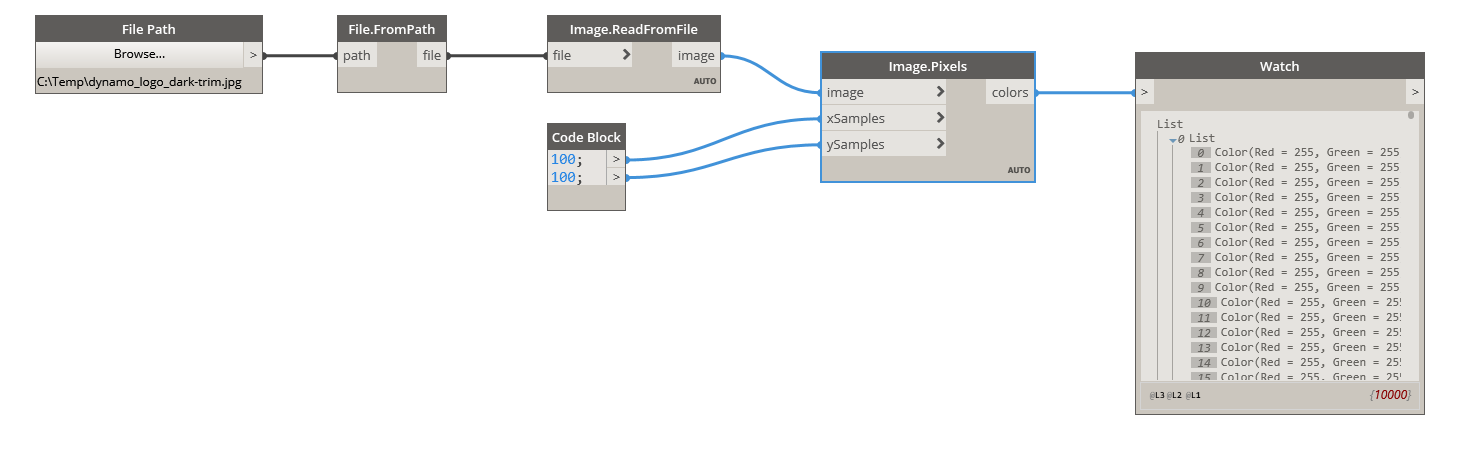 File Path
Browse...
>
C:\Temp\dynamo_logo_dark-trim.jpg
File.FromPath
path file
Image.ReadFromFile
file image
AUTO
Code Block
100; >
100; >
Image.Pixels
image colors
xSamples
ySamples
AUTO
Watch
> >
List
0 List
0 Color(Red = 255, Green = 255
1 Color(Red = 255, Green = 255
2 Color(Red = 255, Green = 255
3 Color(Red = 255, Green = 255
4 Color(Red = 255, Green = 255
5 Color(Red = 255, Green = 255
6 Color(Red = 255, Green = 255
7 Color(Red = 255, Green = 255
8 Color(Red = 255, Green = 255
9 Color(Red = 255, Green = 255
10 Color(Red = 255, Green = 255
11 Color(Red = 255, Green = 255
12 Color(Red = 255, Green = 255
13 Color(Red = 255, Green = 255
14 Color(Red = 255, Green = 255
15 Color(Red = 255, Green = 255
@L3 @L2 @L1 {10000}